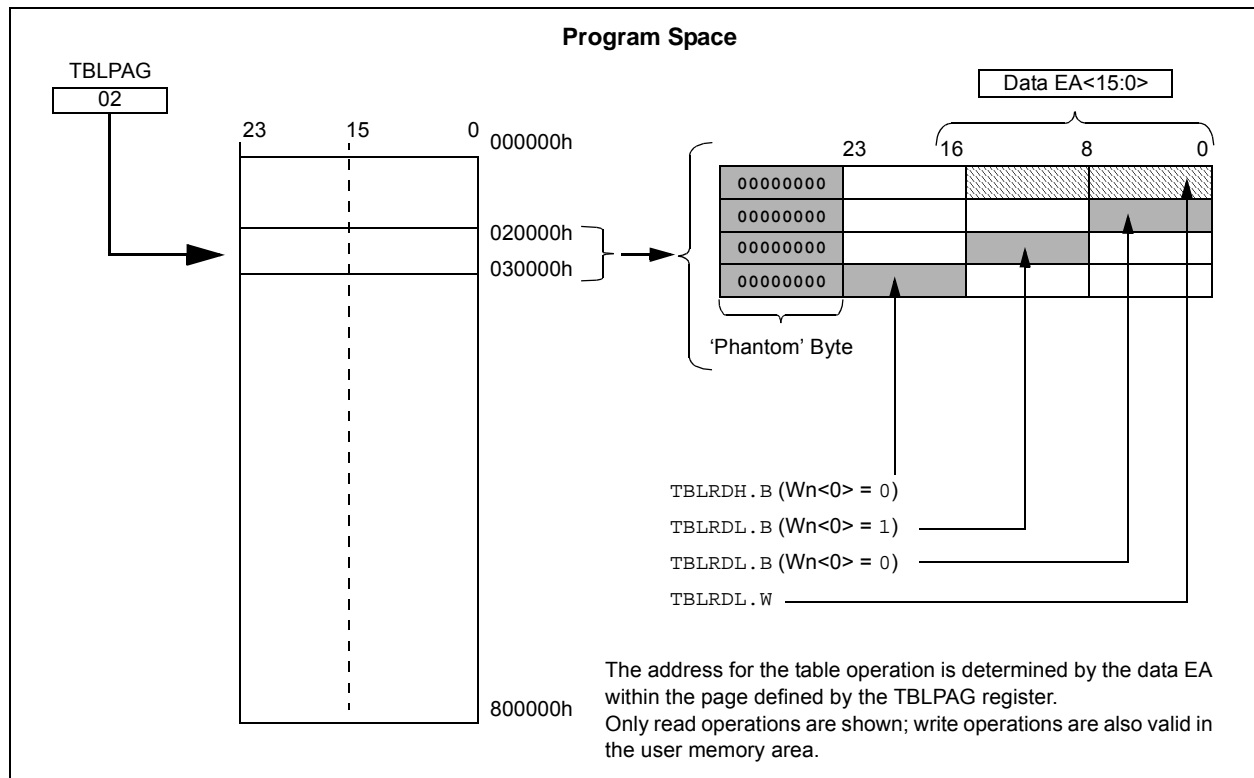 Program Space
TBLPAG
02
Data EA<15:0>
23 15 0
000000h
020000h
030000h
800000h
23 16 8 0
00000000
00000000
00000000
00000000
‘Phantom’ Byte
TBLRDH.B (Wn<0> = 0)
TBLRDL.B (Wn<0> = 1)
TBLRDL.B (Wn<0> = 0)
TBLRDL.W
The address for the table operation is determined by the data EA
within the page defined by the TBLPAG register.
Only read operations are shown; write operations are also valid in
the user memory area.